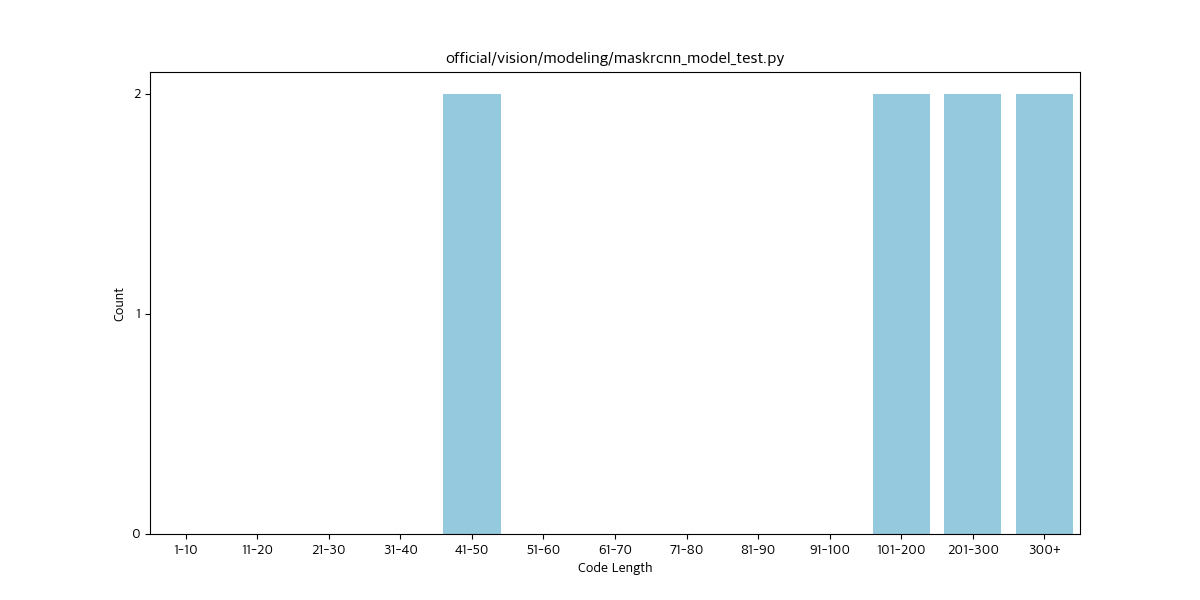 official/vision/modeling/maskrcnn_model_test.py
2
1
0
Count
1-10 11-20 21-30 31-40 41-50 51-60 61-70 71-80 81-90 91-100 101-200 201-300 300+
Code Length